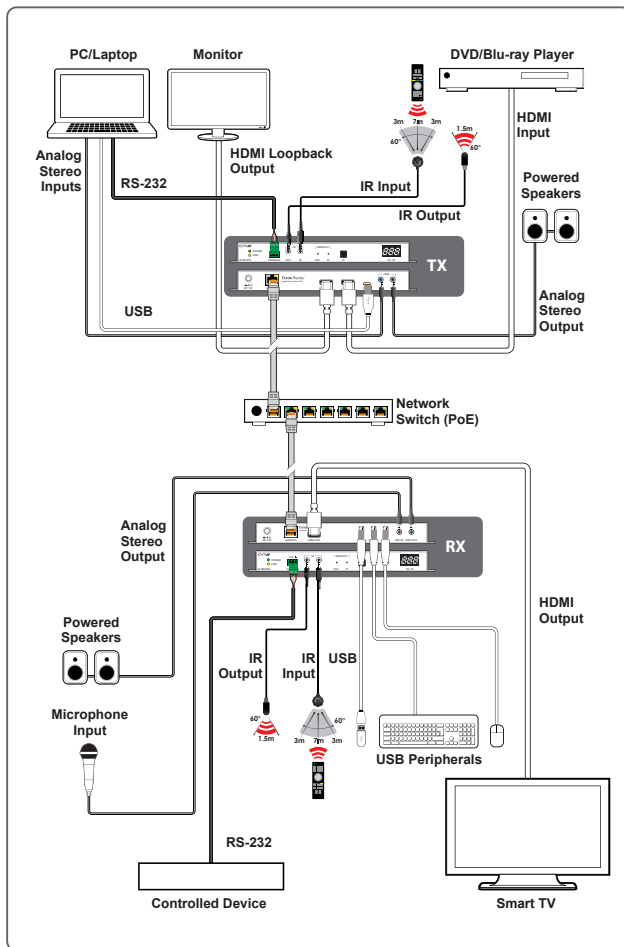 PC/Laptop
Monitor
DVD/Blu-ray Player
3m 7m 3m
60°
1.5m
60°
HDMI
Input
Analog
Stereo
Inputs
HDMI Loopback
Output
RS-232
IR Input
IR Output
Powered
Speakers
TX
USB
Analog
Stereo
Output
Network
Switch (PoE)
Analog
Stereo
Output
RX
HDMI
Output
Powered
Speakers
IR
Output
IR
Input
USB
60°
1.5m
60°
3m 7m 3m
Microphone
Input
USB Peripherals
RS-232
Controlled Device
Smart TV